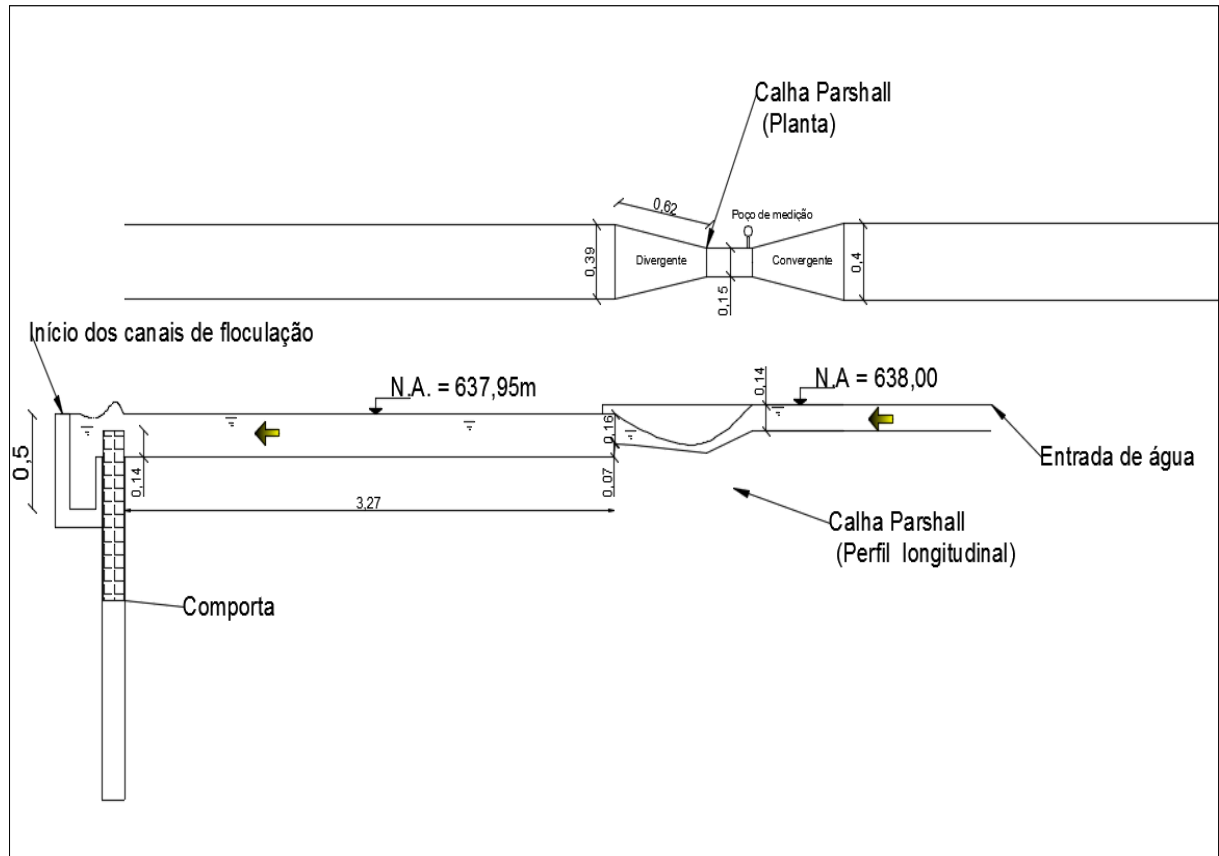 Calha Parshall
(Planta)
0,62
Poço de medição
0,39
Divergente
Convergente
0,4
0,15
Início dos canais de floculação
N.A. = 637,95m
0,14
N.A = 638,00
0,16
0,5
0,14
0,07
Entrada de água
3,27
Calha Parshall
(Perfil longitudinal)
Comporta